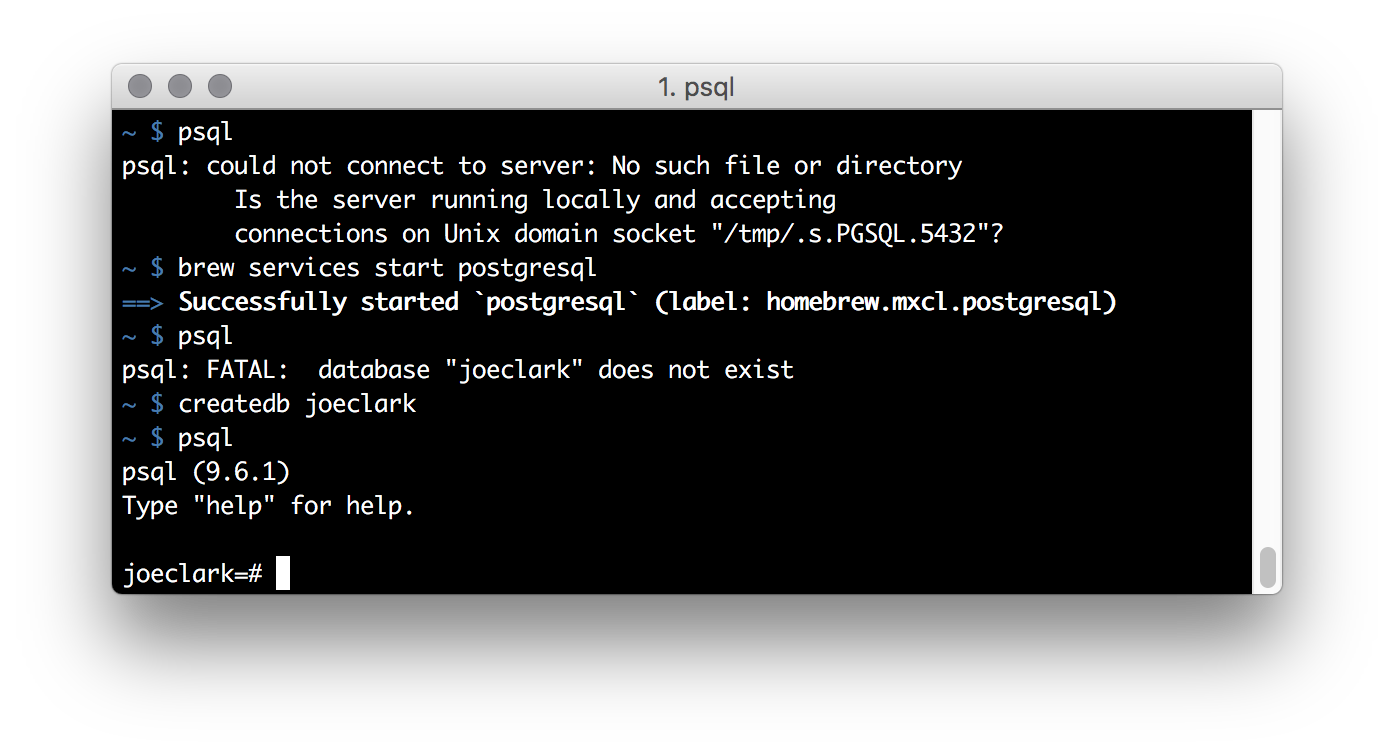 1. psql
~ $ psql
psql: could not connect to server: No such file or directory
        Is the server running locally and accepting
        connections on Unix domain socket "/tmp/.s.PGSQL.5432"?
~ $ brew services start postgresql
==> Successfully started `postgresql` (label: homebrew.mxcl.postgresql)
~ $ psql
psql: FATAL:  database "joeclark" does not exist
~ $ createdb joeclark
~ $ psql
psql (9.6.1)
Type "help" for help.

joeclark=#